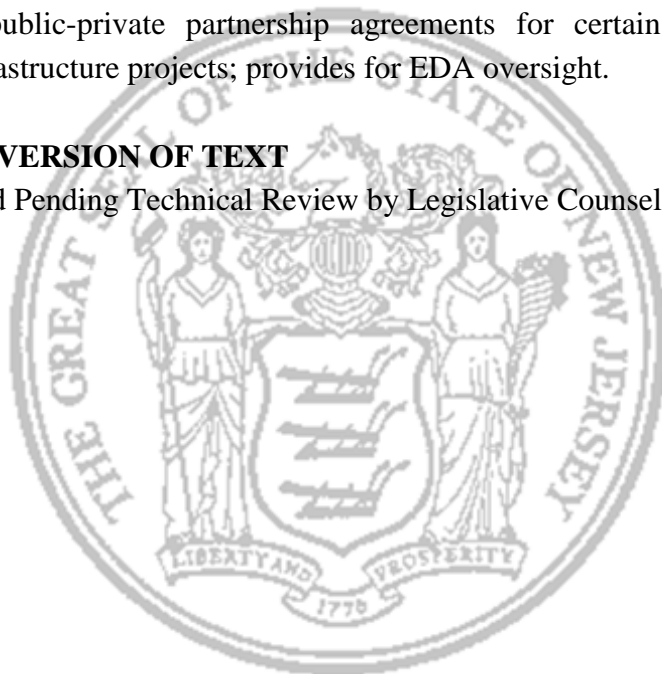 public-private partnership agreements for certain
astructure projects; provides for EDA oversight.
VERSION OF TEXT
d Pending Technical Review by Legislative Counsel
THE GREAT SEAL OF THE STATE OF NEW JERSEY
LIBERTY AND PROSPERITY
1776